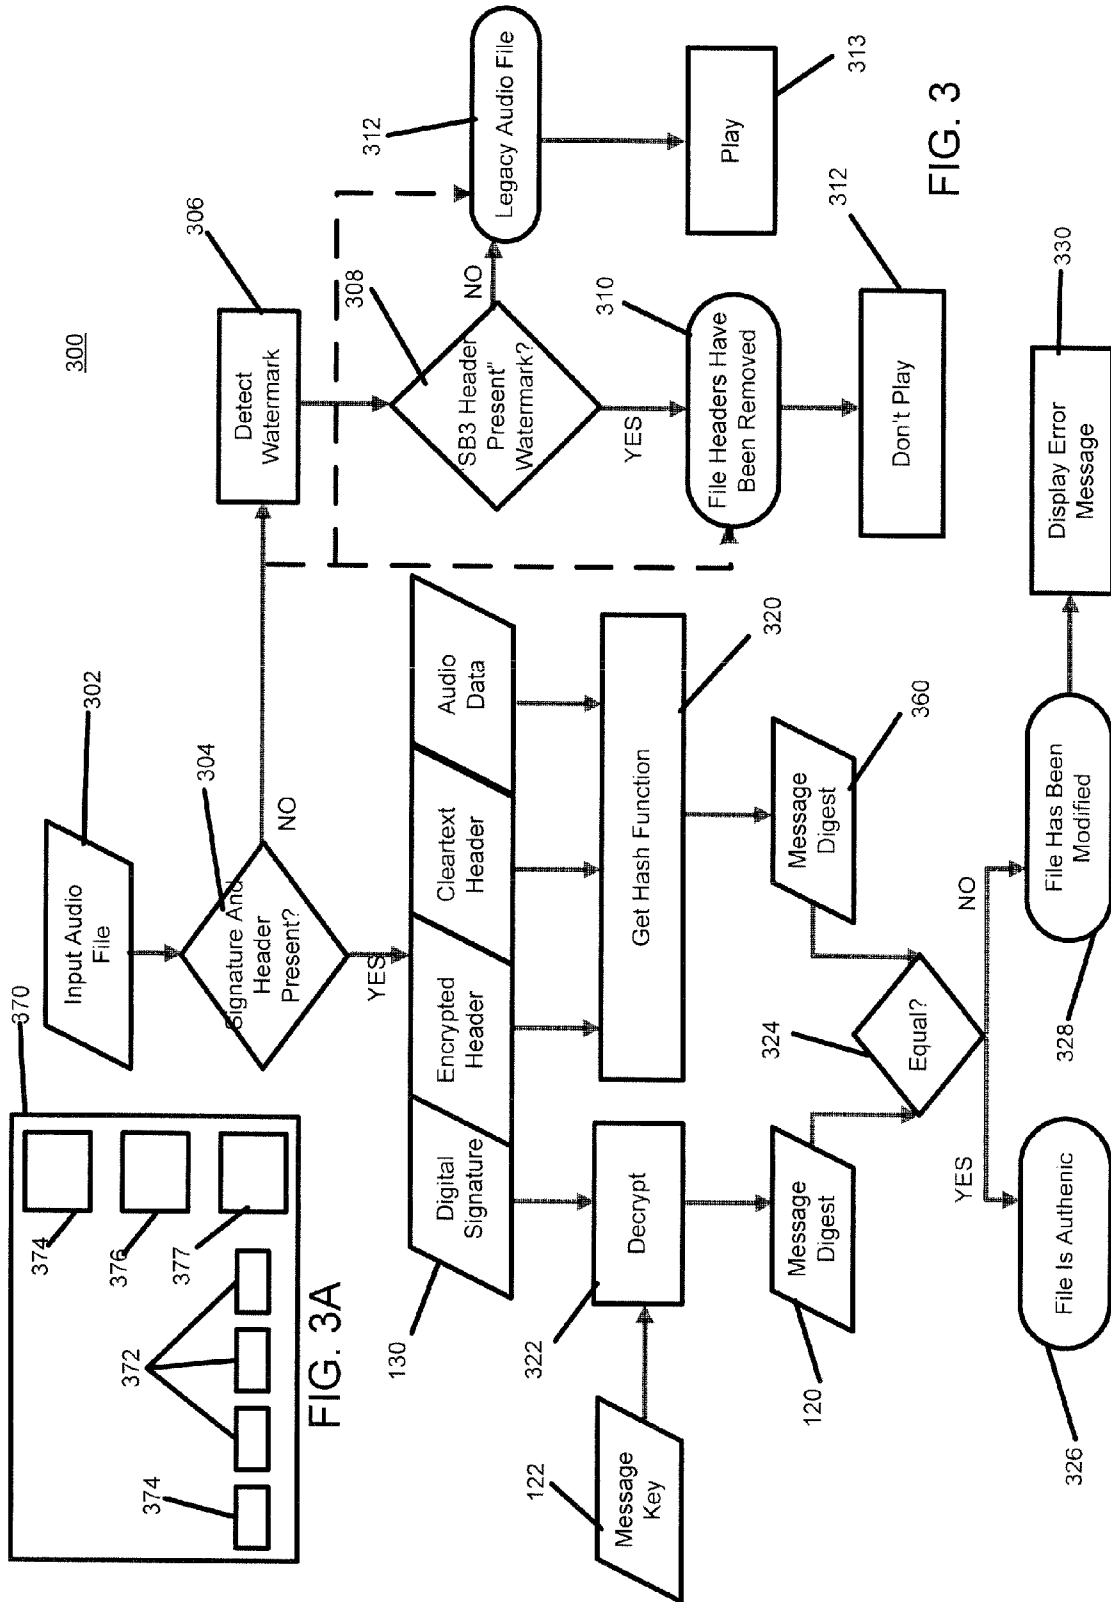 300
370
302
Input Audio
File
304
Signature And
Header
Present?
NO
YES
306
Detect
Watermark
308
"SB3 Header
Present"
Watermark?
NO
YES
312
Legacy Audio File
313
Play
310
File Headers Have
Been Removed
312
Don't Play
374
376
377
372
374
FIG. 3A
130
Digital
Signature
Encrypted
Header
Cleartext
Header
Audio
Data
320
Get Hash Function
322
Decrypt
122
Message
Key
120
Message
Digest
360
Message
Digest
324
Equal?
YES
NO
326
File Is Authenic
328
File Has Been
Modified
330
Display Error
Message
FIG. 3